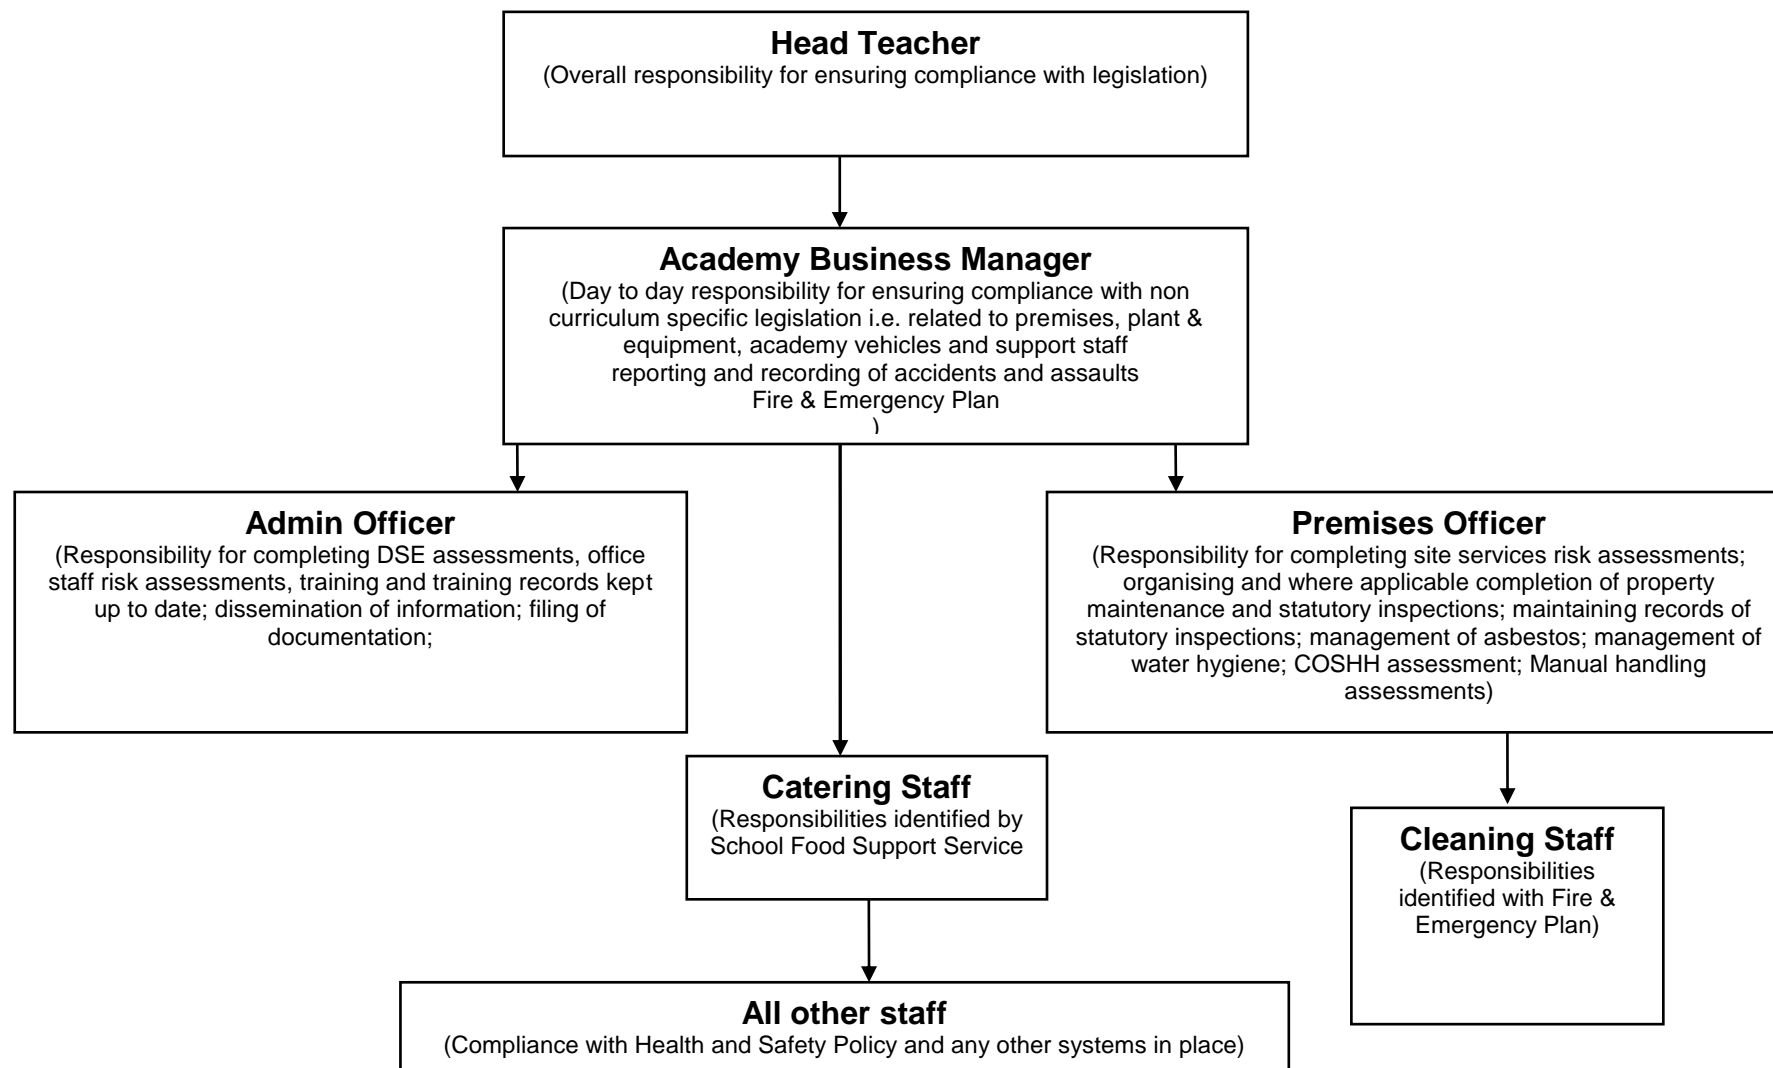 Head Teacher
(Overall responsibility for ensuring compliance with legislation)
Academy Business Manager
(Day to day responsibility for ensuring compliance with non
curriculum specific legislation i.e. related to premises, plant &
equipment, academy vehicles and support staff
reporting and recording of accidents and assaults
Fire & Emergency Plan
)
Admin Officer
(Responsibility for completing DSE assessments, office
staff risk assessments, training and training records kept
up to date; dissemination of information; filing of
documentation;
Premises Officer
(Responsibility for completing site services risk assessments;
organising and where applicable completion of property
maintenance and statutory inspections; maintaining records of
statutory inspections; management of asbestos; management of
water hygiene; COSHH assessment; Manual handling
assessments)
Catering Staff
(Responsibilities identified by
School Food Support Service
Cleaning Staff
(Responsibilities
identified with Fire &
Emergency Plan)
All other staff
(Compliance with Health and Safety Policy and any other systems in place)